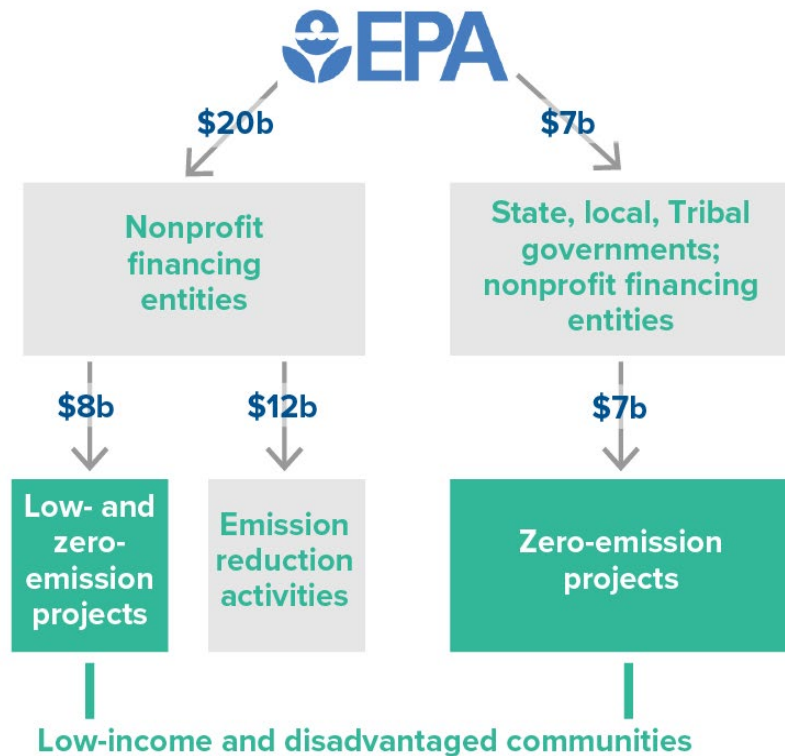 EPA
$20b
$7b
Nonprofit
financing
entities
State, local, Tribal
governments;
nonprofit financing
entities
$8b
$12b
$7b
Low- and
zero-
emission
projects
Emission
reduction
activities
Zero-emission
projects
Low-income and disadvantaged communities